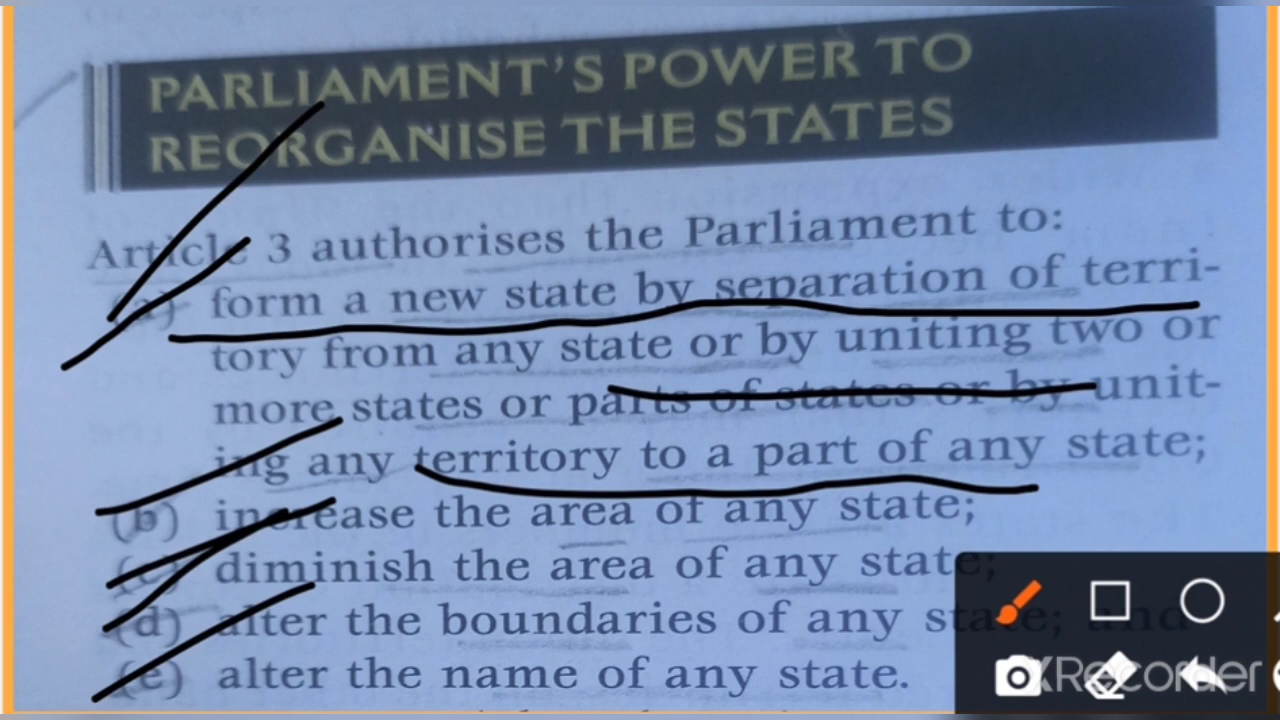 PARLIAMENT'S POWER TO
REORGANISE THE STATES
Article 3 authorises the Parliament to:
(a) form a new state by separation of terri-
tory from any state or by uniting two or
more states or parts of states or by unit-
ing any territory to a part of any state;
(b) increase the area of any state;
(c) diminish the area of any state;
(d) alter the boundaries of any state; and
(e) alter the name of any state.
XRecorder